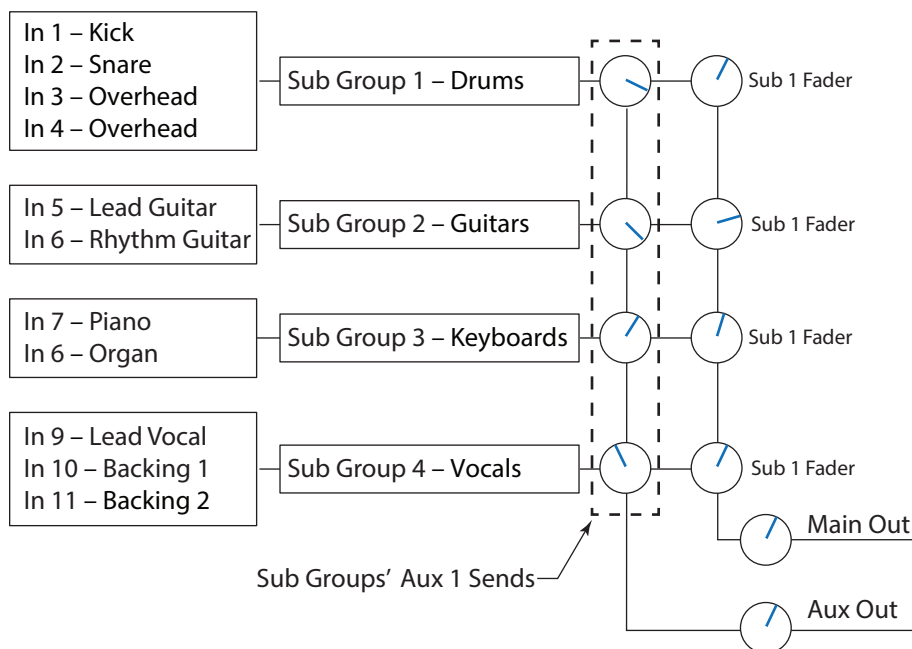 In 1 – Kick
In 2 – Snare
In 3 – Overhead
In 4 – Overhead
Sub Group 1 – Drums
Sub 1 Fader
In 5 – Lead Guitar
In 6 – Rhythm Guitar
Sub Group 2 – Guitars
Sub 1 Fader
In 7 – Piano
In 6 – Organ
Sub Group 3 – Keyboards
Sub 1 Fader
In 9 – Lead Vocal
In 10 – Backing 1
In 11 – Backing 2
Sub Group 4 – Vocals
Sub 1 Fader
Main Out
Sub Groups’ Aux 1 Sends
Aux Out